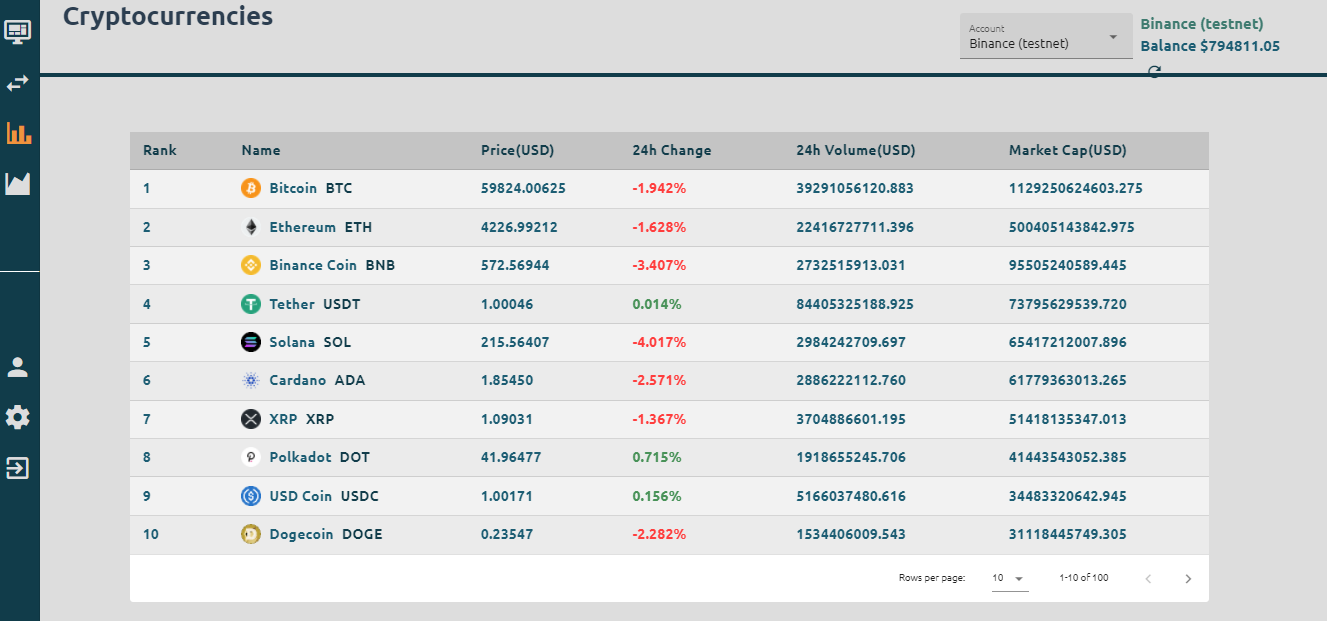 Cryptocurrencies
Account
Binance (testnet)
Binance (testnet)
Balance $794811.05
Rank Name Price(USD) 24h Change 24h Volume(USD) Market Cap(USD)
1 Bitcoin BTC 59824.00625 -1.942% 39291056120.883 1129250624603.275
2 Ethereum ETH 4226.99212 -1.628% 22416727711.396 500405143842.975
3 Binance Coin BNB 572.56944 -3.407% 2732515913.031 95505240589.445
4 Tether USDT 1.00046 0.014% 84405325188.925 73795629539.720
5 Solana SOL 215.56407 -4.017% 2984242709.697 65417212007.896
6 Cardano ADA 1.85450 -2.571% 2886222112.760 61779363013.265
7 XRP XRP 1.09031 -1.367% 3704886601.195 51418135347.013
8 Polkadot DOT 41.96477 0.715% 1918655245.706 41443543052.385
9 USD Coin USDC 1.00171 0.156% 5166037480.616 34483320642.945
10 Dogecoin DOGE 0.23547 -2.282% 1534406009.543 31118445749.305
Rows per page: 10 1-10 of 100